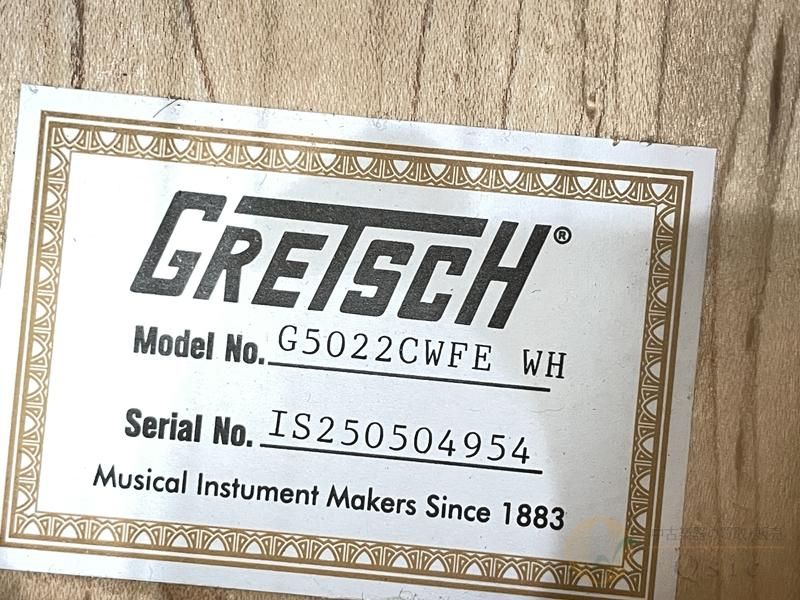 GRETSCH®
Model No. G5022CWFE WH
Serial No. IS250504954
Musical Instument Makers Since 1883